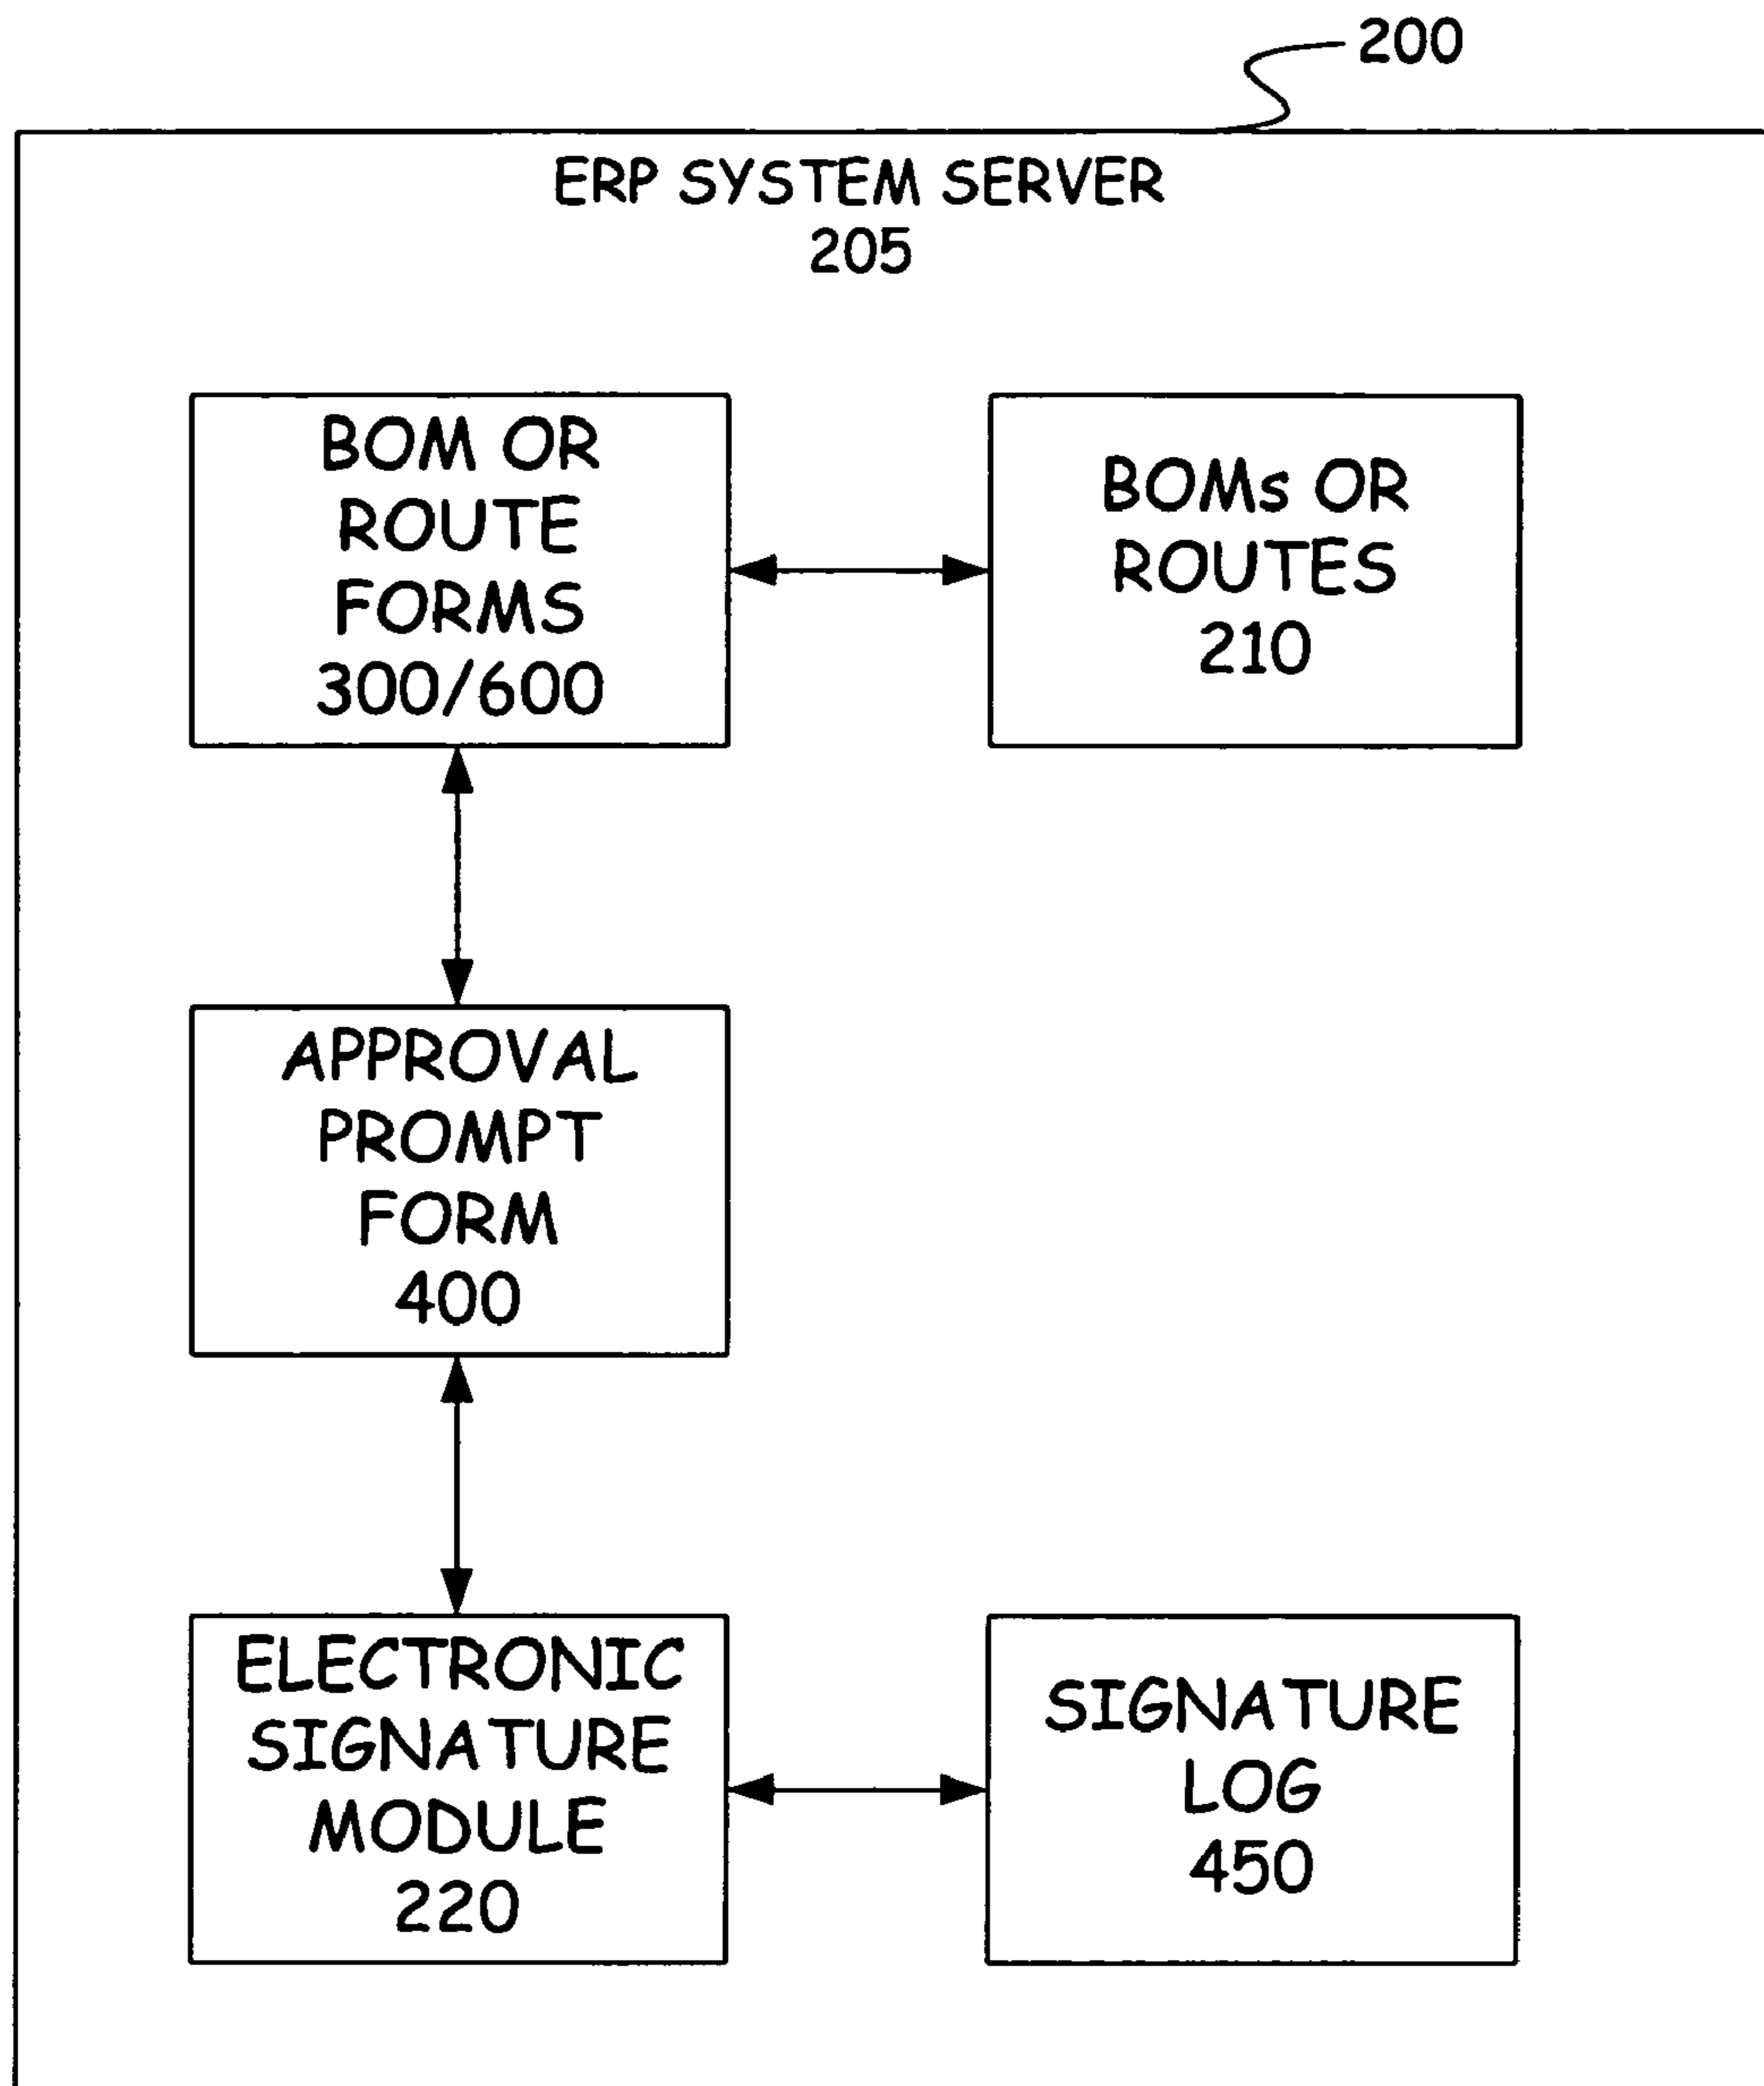 200
ERP SYSTEM SERVER
205
BOM OR
ROUTE
FORMS
300/600
BOMs OR
ROUTES
210
APPROVAL
PROMPT
FORM
400
ELECTRONIC
SIGNATURE
MODULE
220
SIGNATURE
LOG
450